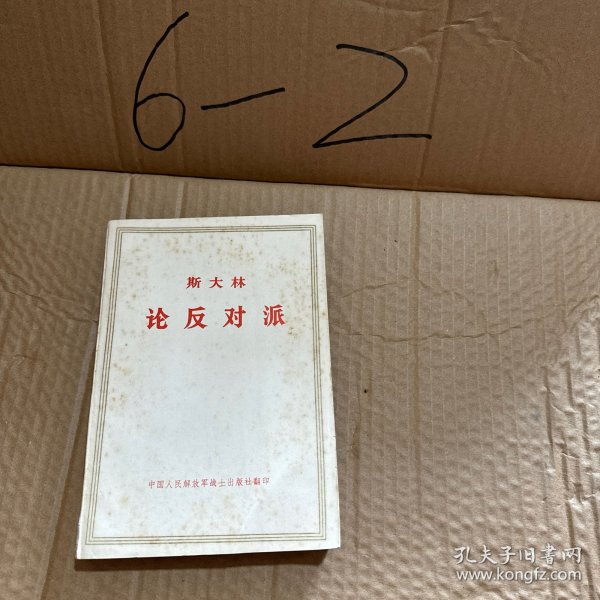 6-2
斯大林
论反对派
中国人民解放军战士出版社翻印
孔夫子旧书网
www.kongfz.com